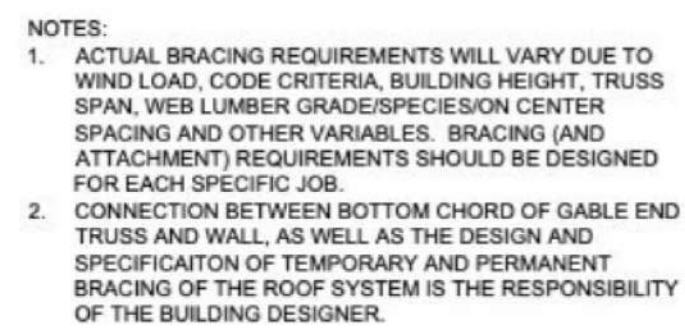 NOTES:
1. ACTUAL BRACING REQUIREMENTS WILL VARY DUE TO
WIND LOAD, CODE CRITERIA, BUILDING HEIGHT, TRUSS
SPAN, WEB LUMBER GRADE/SPECIES/ON CENTER
SPACING AND OTHER VARIABLES. BRACING (AND
ATTACHMENT) REQUIREMENTS SHOULD BE DESIGNED
FOR EACH SPECIFIC JOB.
2. CONNECTION BETWEEN BOTTOM CHORD OF GABLE END
TRUSS AND WALL, AS WELL AS THE DESIGN AND
SPECIFICAITON OF TEMPORARY AND PERMANENT
BRACING OF THE ROOF SYSTEM IS THE RESPONSIBILITY
OF THE BUILDING DESIGNER.